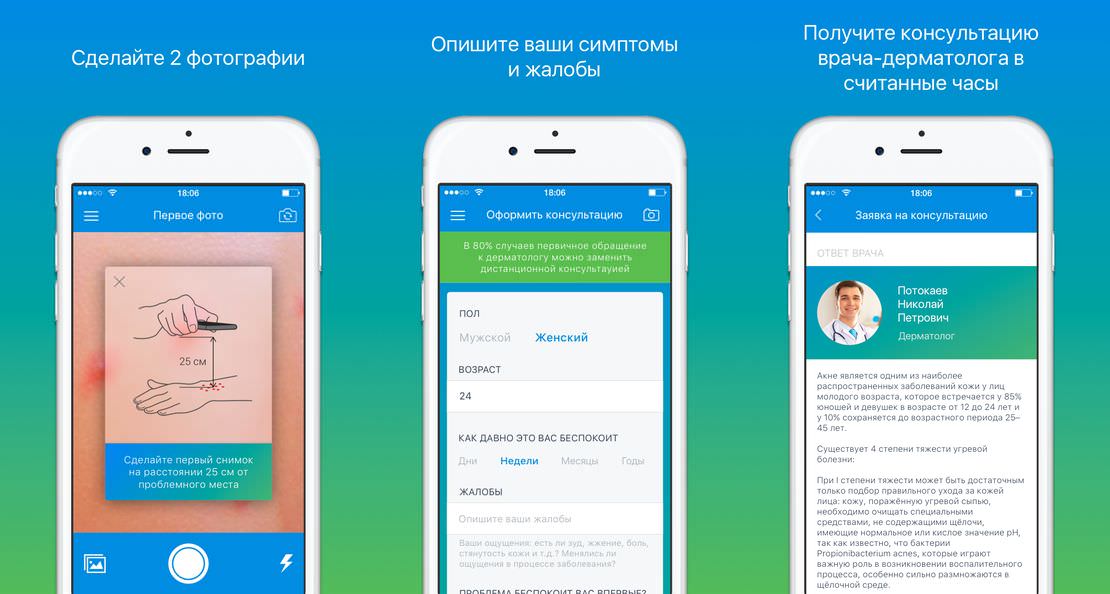 Сделайте 2 фотографии
18:06
Первое фото
25 см
Сделайте первый снимок
на расстоянии 25 см от
проблемного места
Опишите ваши симптомы
и жалобы
18:06
Оформить консультацию
В 80% случаев первичное обращение
к дерматологу можно заменить
дистанционной консультауией
ПОЛ
Мужской Женский
ВОЗРАСТ
24
КАК ДАВНО ЭТО ВАС БЕСПОКОИТ
Дни Недели Месяцы Годы
ЖАЛОБЫ
Опишите ваши жалобы
Ваши ощущения: есть ли зуд, жжение, боль,
стянутость кожи и т.д.? Менялись ли
ощущения в процессе заболевания?
ПРОБЛЕМА БЕСПОКОИТ ВАС ВПЕРВЫЕ?
Получите консультацию
врача-дерматолога в
считанные часы
18:06
Заявка на консультацию
ОТВЕТ ВРАЧА
Потокаев
Николай
Петрович
Дерматолог
Акне является одним из наиболее
распространенных заболеваний кожи у лиц
молодого возраста, которое встречается у 85%
юношей и девушек в возрасте от 12 до 24 лет и
у 10% сохраняется до возрастного периода 25–
45 лет.
Существует 4 степени тяжести угревой
болезни:
При I степени тяжести может быть достаточным
только подбор правильного ухода за кожей
лица: кожу, поражённую угревой сыпью,
необходимо очищать специальными
средствами, не содержащими щёлочи,
имеющие нормальное или кислое значение pH,
так как известно, что бактерии
Propionibacterium acnes, которые играют
важную роль в возникновении воспалительного
процесса, особенно сильно размножаются в
щёлочной среде.